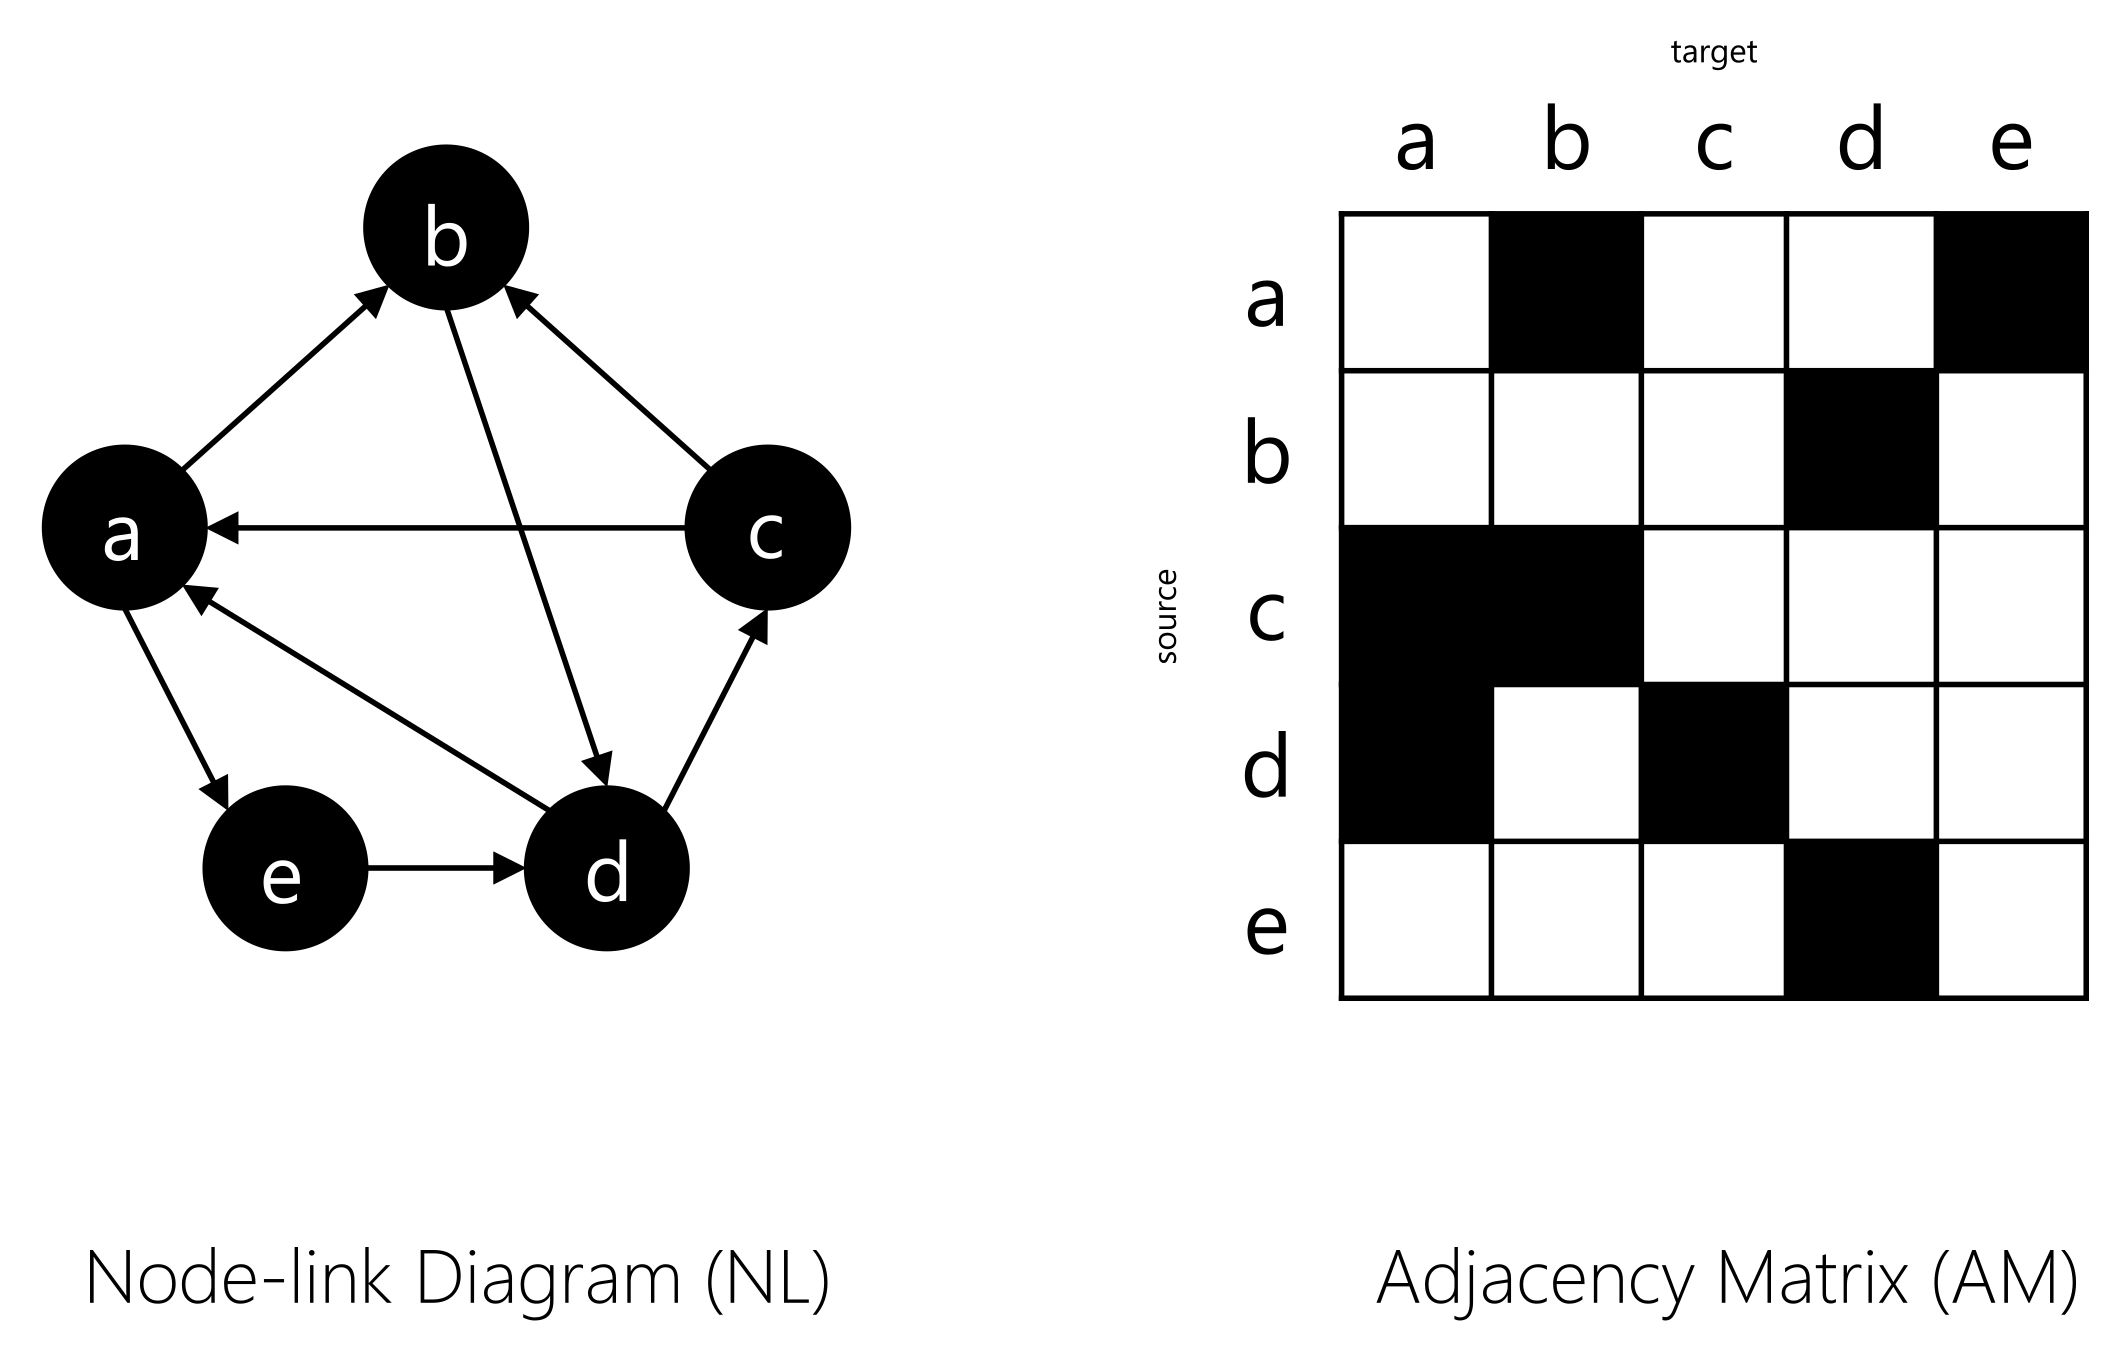 b
a
c
e
d
Node-link Diagram (NL)
target
a b c d e
source
a
b
c
d
e
Adjacency Matrix (AM)